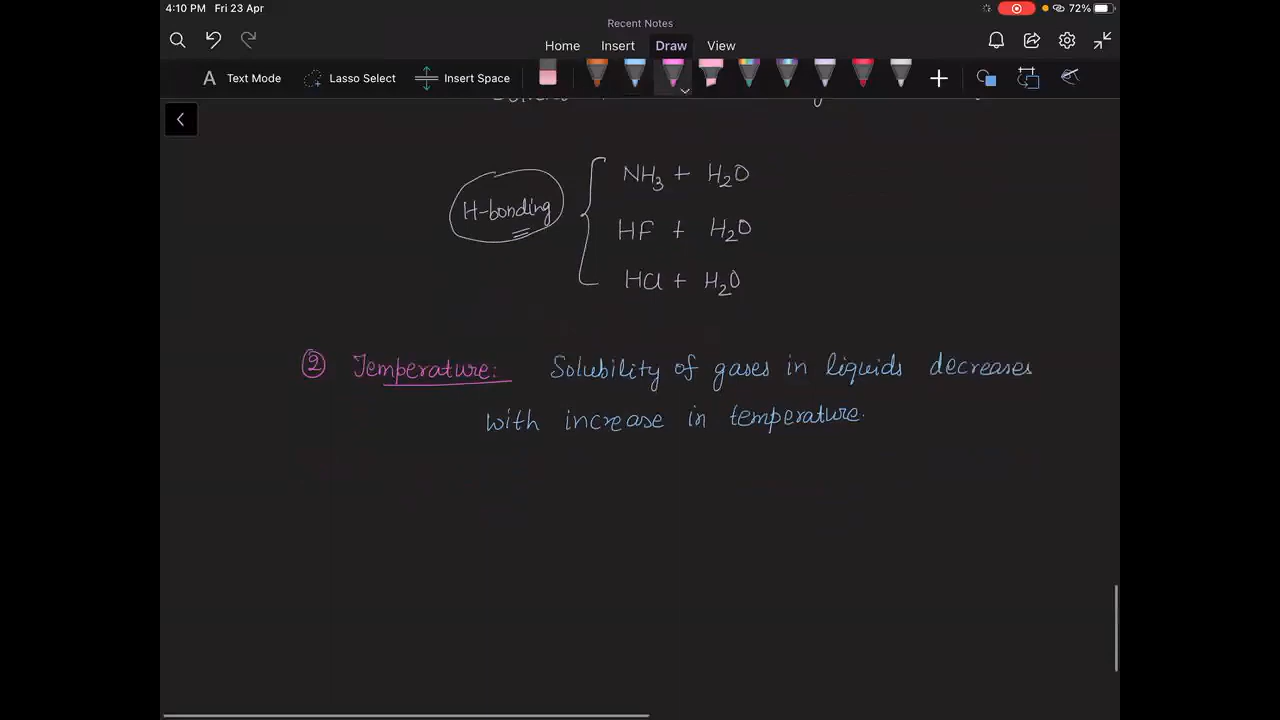 4:10 PM Fri 23 Apr
72%
Recent Notes
Home Insert Draw View
A Text Mode Lasso Select Insert Space
NH3 + H2O
H-bonding
HF + H2O
HCl + H2O
② Temperature: Solubility of gases in liquids decreases
with increase in temperature.